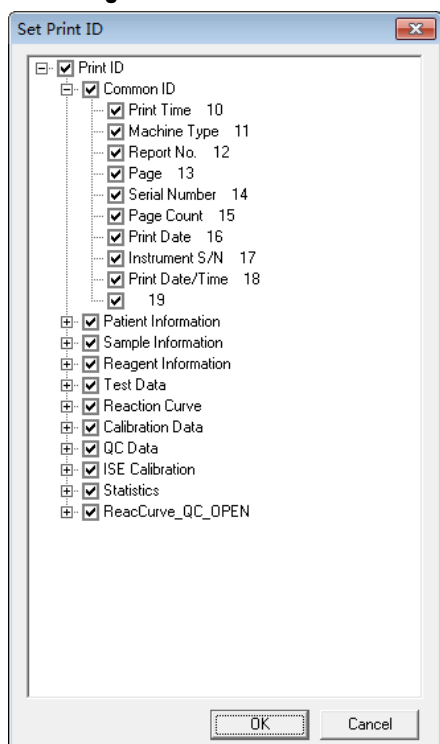 Set Print ID
Print ID
Common ID
Print Time 10
Machine Type 11
Report No. 12
Page 13
Serial Number 14
Page Count 15
Print Date 16
Instrument S/N 17
Print Date/Time 18
19
Patient Information
Sample Information
Reagent Information
Test Data
Reaction Curve
Calibration Data
QC Data
ISE Calibration
Statistics
ReacCurve_QC_OPEN
OK Cancel